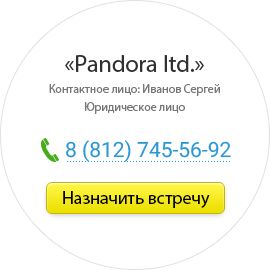 «Pandora ltd.»
Контактное лицо: Иванов Сергей
Юридическое лицо
8 (812) 745-56-92
Назначить встречу